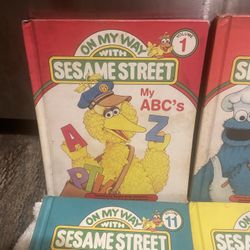 ON MY WAY
WITH
VOLUME
1
SESAME STREET
My
ABC's
A
Z
ON MY WAY
WITH
11
SESAME STREET